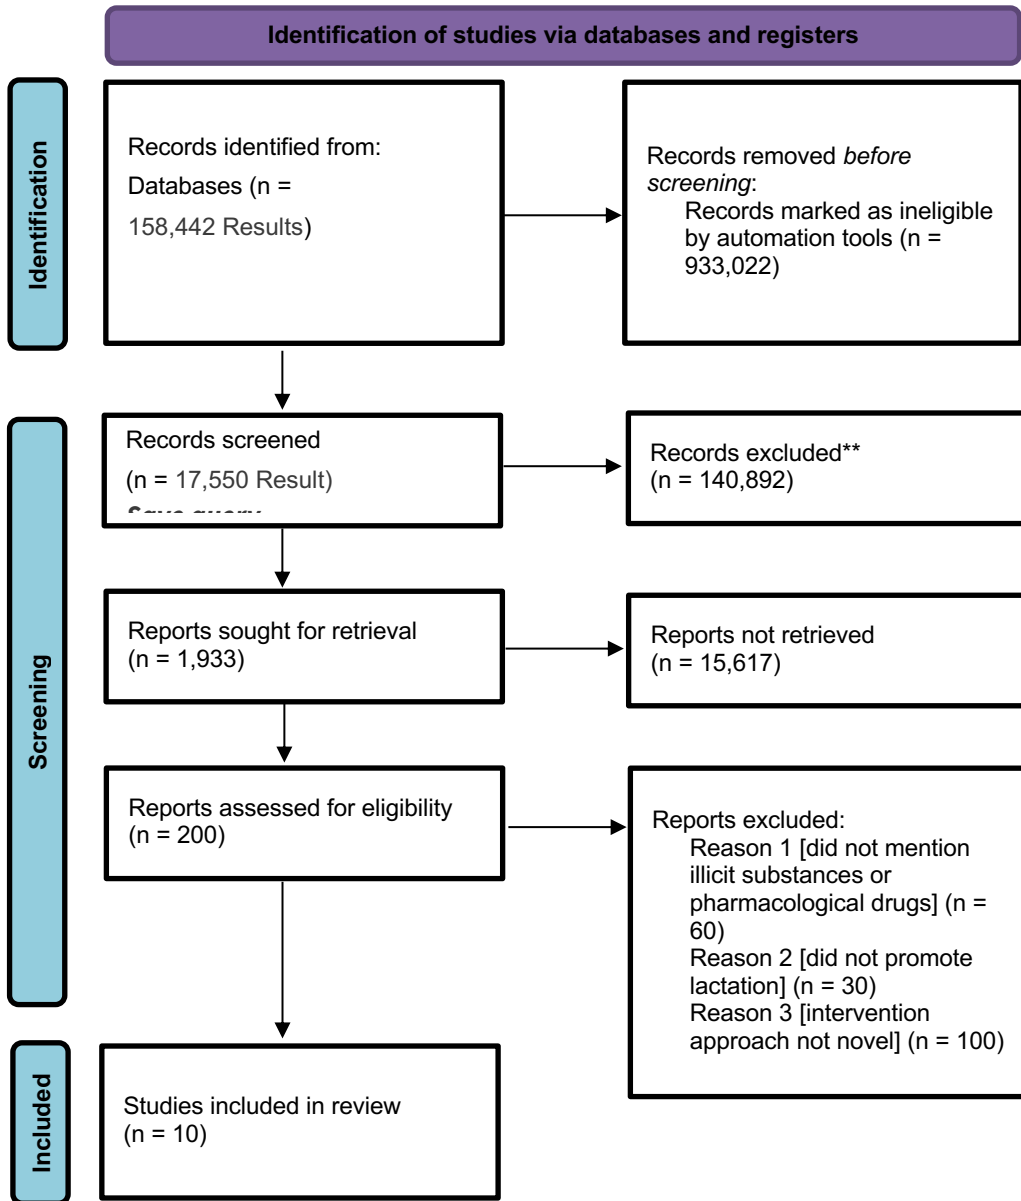 Identification of studies via databases and registers
Identification
Records identified from:
Databases (n =
158,442 Results)
Records removed before
screening:
Records marked as ineligible
by automation tools (n =
933,022)
Screening
Records screened
(n = 17,550 Result)
Save query
Records excluded**
(n = 140,892)
Reports sought for retrieval
(n = 1,933)
Reports not retrieved
(n = 15,617)
Reports assessed for eligibility
(n = 200)
Reports excluded:
Reason 1 [did not mention
illicit substances or
pharmacological drugs] (n =
60)
Reason 2 [did not promote
lactation] (n = 30)
Reason 3 [intervention
approach not novel] (n = 100)
Included
Studies included in review
(n = 10)